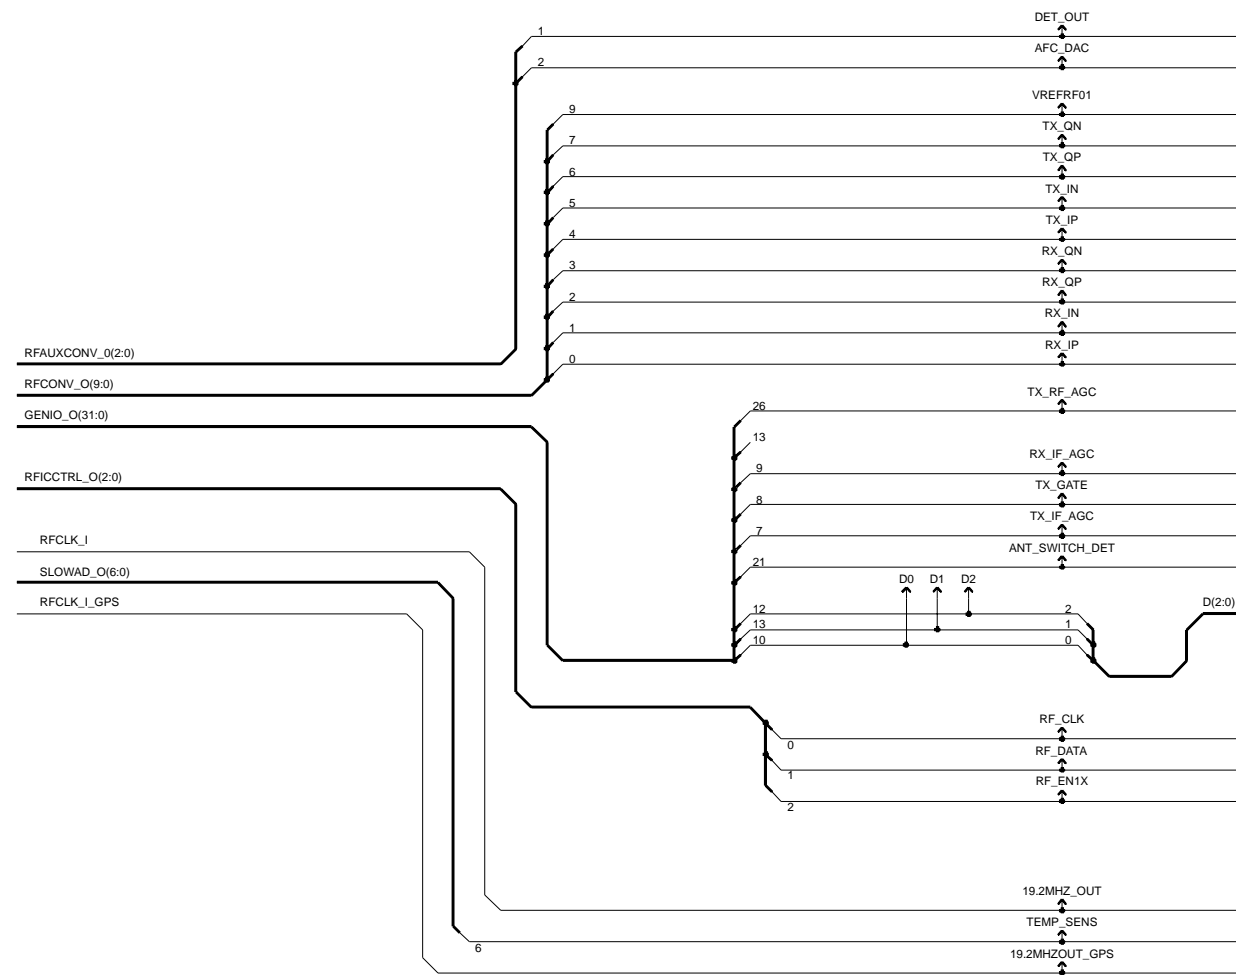 DET_OUT
1
AFC_DAC
2
VREFRF01
9
TX_QN
7
TX_QP
6
TX_IN
5
TX_IP
4
RX_QN
3
RX_QP
2
RX_IN
1
RX_IP
0
RFAUXCONV_0(2:0)
RFCONV_O(9:0)
GENIO_O(31:0)
TX_RF_AGC
26
13
RX_IF_AGC
9
RFICCTRL_O(2:0)
TX_GATE
8
TX_IF_AGC
7
RFCLK_I
ANT_SWITCH_DET
21
SLOWAD_O(6:0)
D0 D1 D2
RFCLK_I_GPS
D(2:0)
12 2
13 1
10 0
RF_CLK
0
RF_DATA
1
RF_EN1X
2
19.2MHZ_OUT
TEMP_SENS
6
19.2MHZOUT_GPS